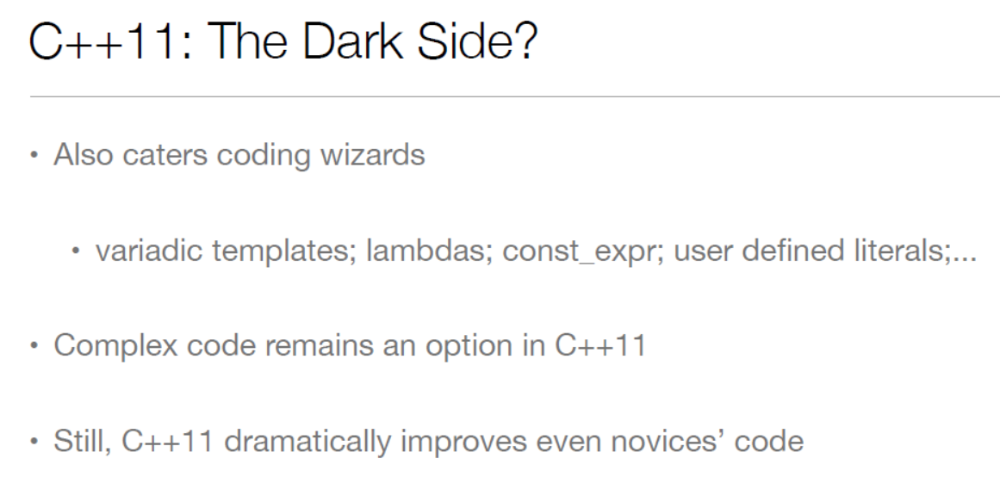 C++11: The Dark Side?
• Also caters coding wizards
• variadic templates; lambdas; const_expr; user defined literals;...
• Complex code remains an option in C++11
• Still, C++11 dramatically improves even novices’ code